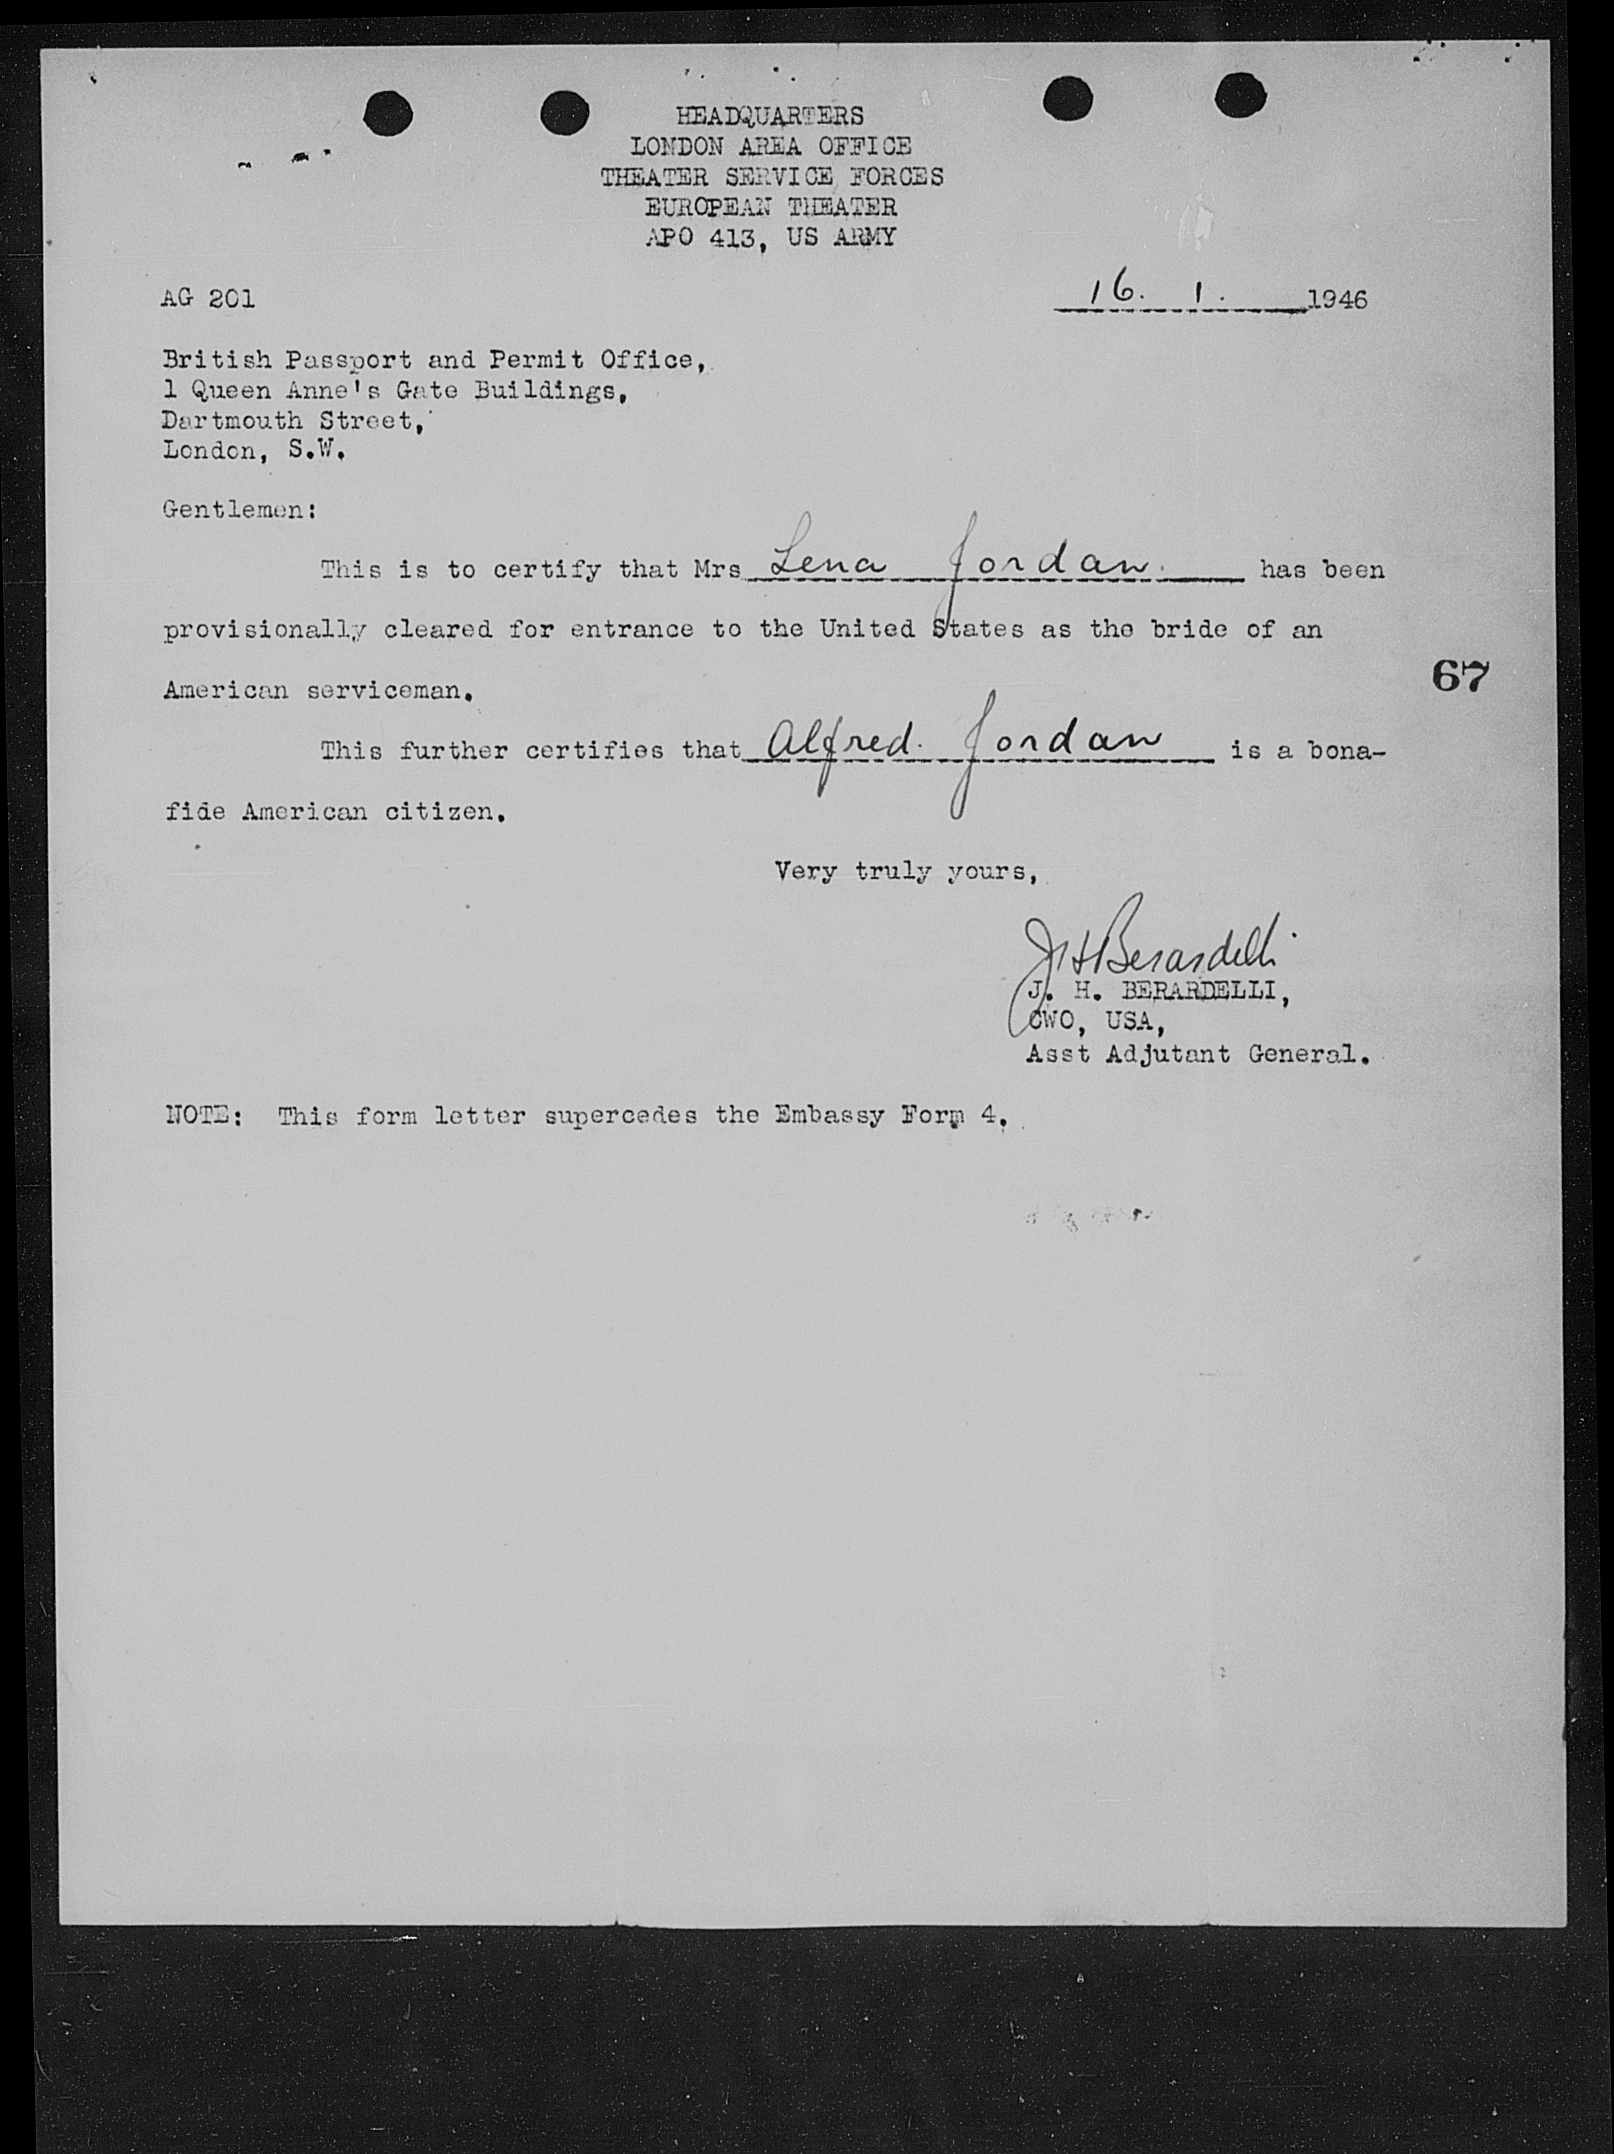 HEADQUARTERS
LONDON AREA OFFICE
THEATER SERVICE FORCES
EUROPEAN THEATER
APO 413, US ARMY
AG 201
16. 1. 1946
British Passport and Permit Office,
1 Queen Anne's Gate Buildings,
Dartmouth Street,
London, S.W.
Gentlemen:
This is to certify that Mrs Lena Jordan. has been
provisionally cleared for entrance to the United States as the bride of an
67
American serviceman.
This further certifies that Alfred. Jordan is a bona-
fide American citizen.
Very truly yours,
JHBerardelli
J. H. BERARDELLI,
CWO, USA,
Asst Adjutant General.
NOTE: This form letter supercedes the Embassy Form 4.